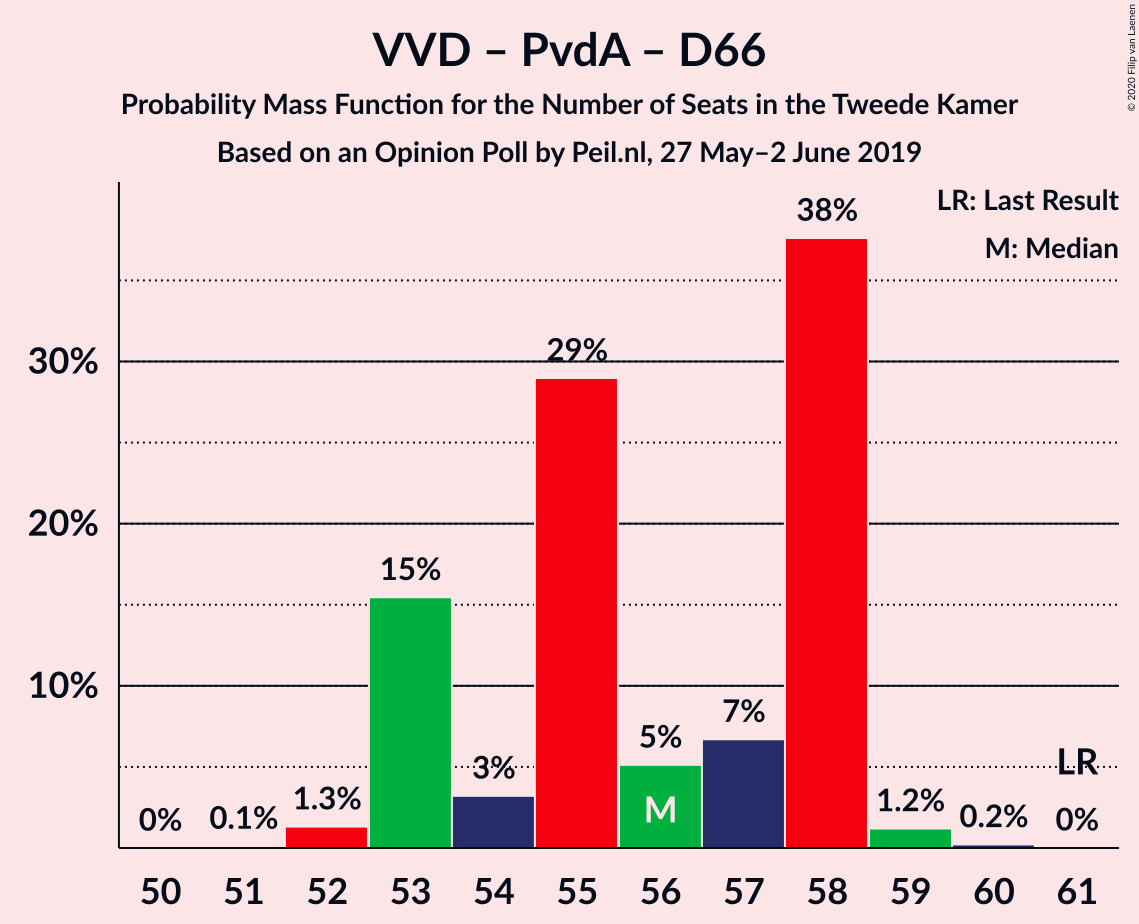 VVD – PvdA – D66
Probability Mass Function for the Number of Seats in the Tweede Kamer
Based on an Opinion Poll by Peil.nl, 27 May–2 June 2019
© 2020 Filip van Laenen
LR: Last Result
M: Median
38%
29%
30%
20%
15%
10%
7%
5%
3%
LR
1.3%
1.2%
0%
0.1%
M
0.2%
0%
50 51 52 53 54 55 56 57 58 59 60 61